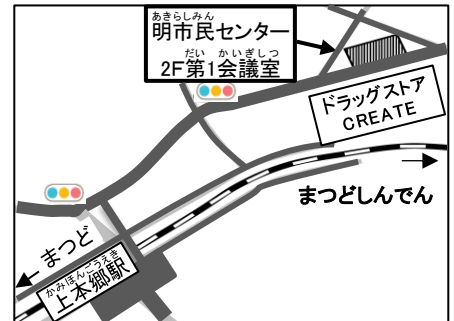 あきらしみん
明市民センター
だい かいぎしつ
2F第1会議室
ドラッグストア
CREATE
まつどしんでん
まつど
かみほんごうえき
上本郷駅